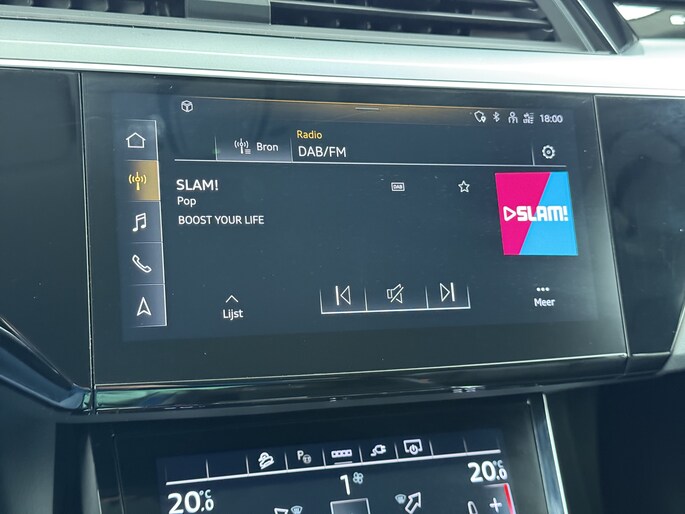 18:00
Radio
Bron
DAB/FM
SLAM!
DAB
Pop
BOOST YOUR LIFE
SLAM!
Lijst
Meer
P
20.0°C
1
20.0°C
+